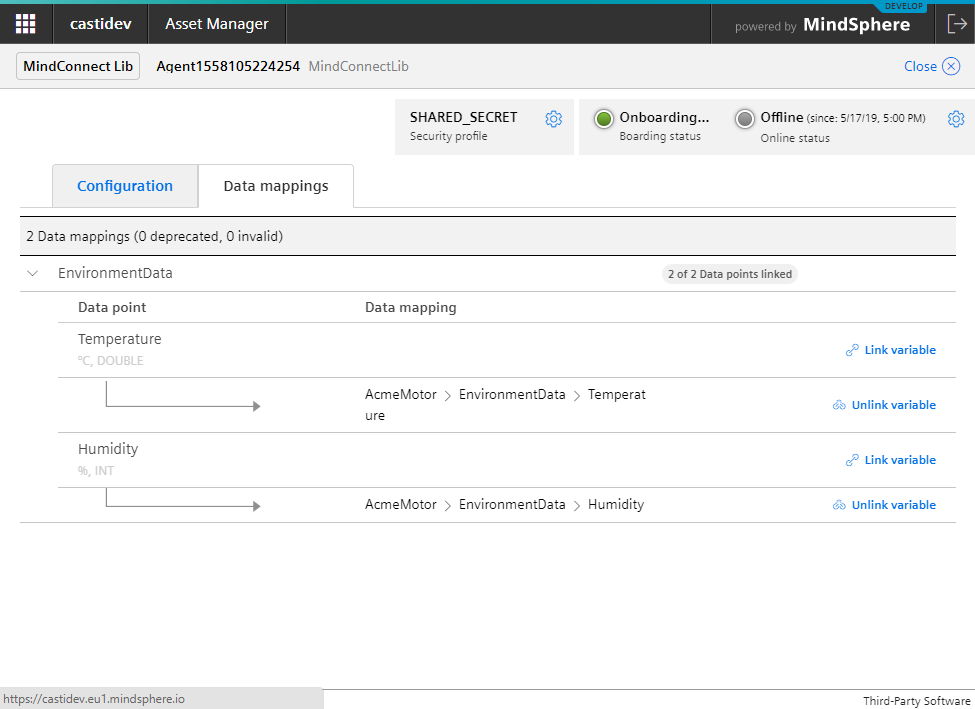 DEVELOP
castidev Asset Manager powered by MindSphere
MindConnect Lib Agent1558105224254 MindConnectLib Close
SHARED_SECRET Onboarding... Offline (since: 5/17/19, 5:00 PM)
Security profile Boarding status Online status
Configuration Data mappings
2 Data mappings (0 deprecated, 0 invalid)
EnvironmentData 2 of 2 Data points linked
Data point Data mapping
Temperature
°C, DOUBLE
Link variable
AcmeMotor > EnvironmentData > Temperat
ure
Unlink variable
Humidity
%, INT
Link variable
AcmeMotor > EnvironmentData > Humidity Unlink variable
https://castidev.eu1.mindsphere.io
Third-Party Software